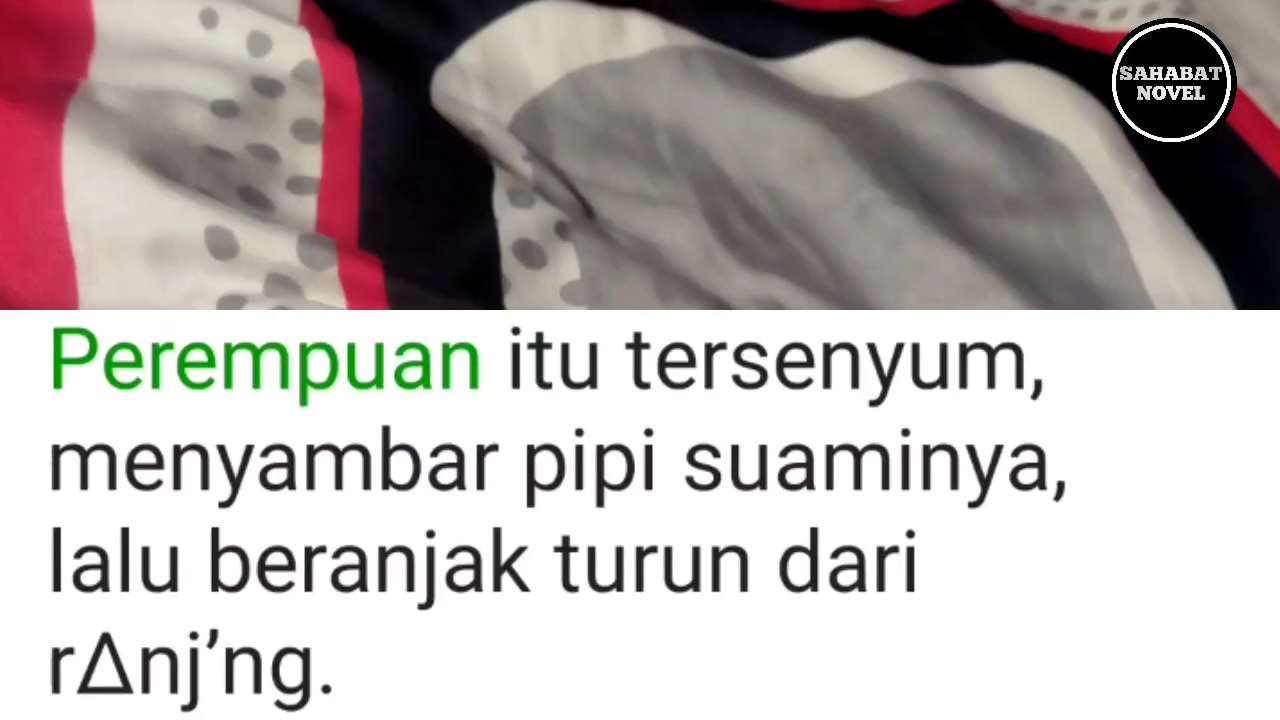 SAHABAT
NOVEL
Perempuan itu tersenyum,
menyambar pipi suaminya,
lalu beranjak turun dari
rΔnj’ng.